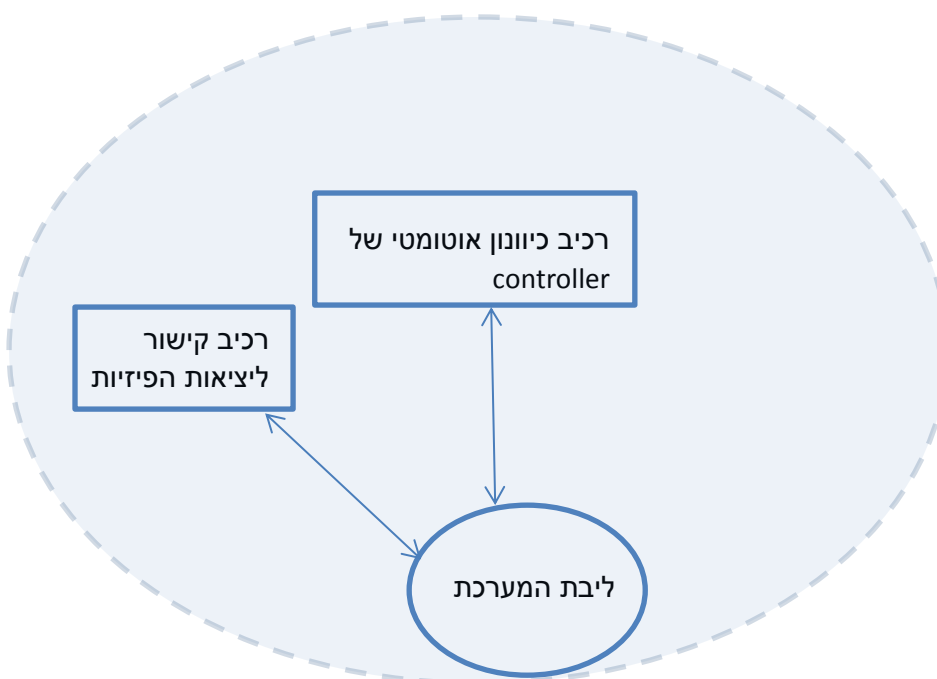 רכיב כיוונון אוטומטי של
controller
רכיב קישור
ליציאות הפיזיות
ליבת המערכת